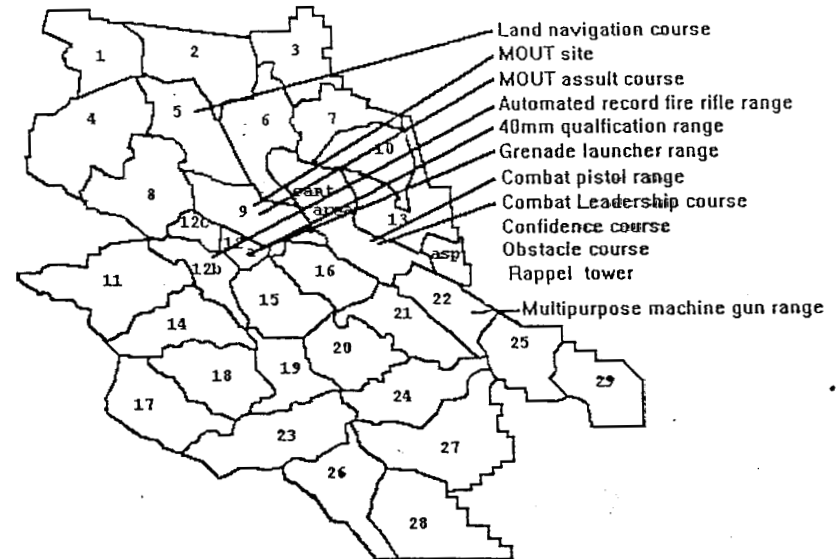 Land navigation course
MOUT site
MOUT assult course
Automated record fire rifle range
40mm qualfication range
Grenade launcher range
Combat pistol range
Combat Leadership course
Confidence course
Obstacle course
Rappel tower
Multipurpose machine gun range
1
2
3
4
5
6
7
10
8
cant
area
9
13
12c
12
a
asp
11
12b
16
22
15
21
14
20
25
19
18
29
17
24
23
27
26
28